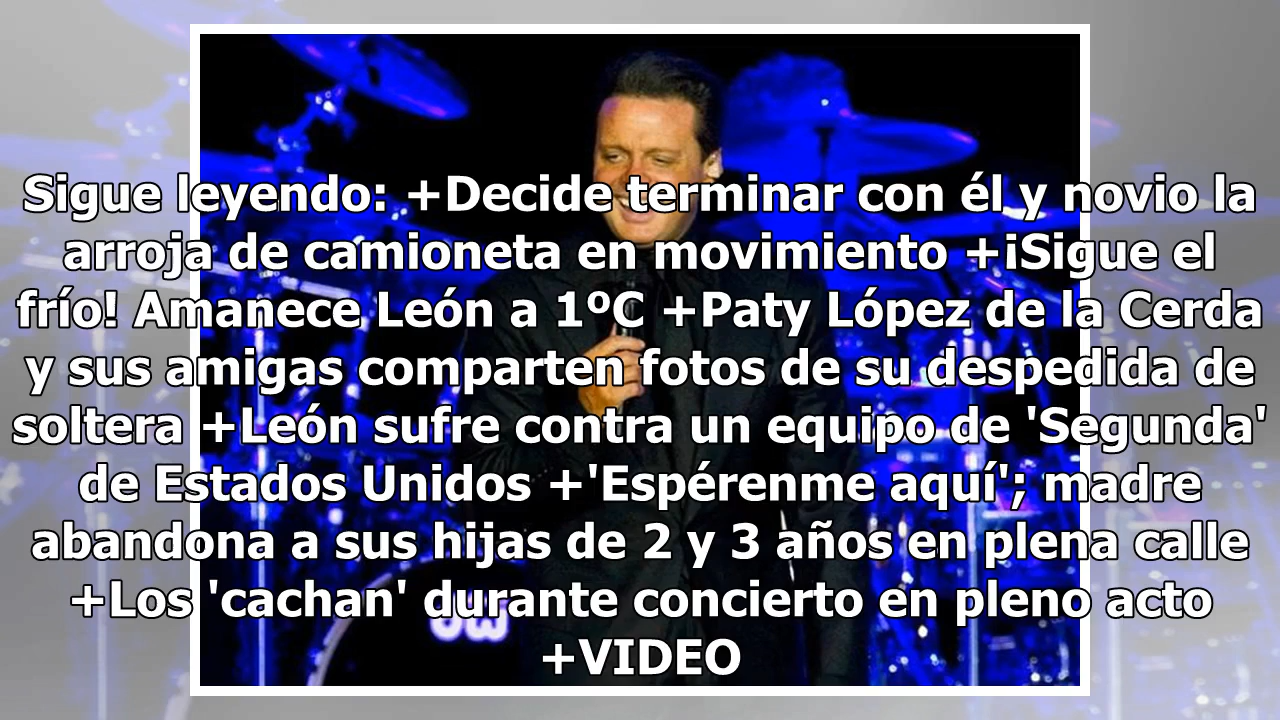 Sigue leyendo: +Decide terminar con él y novio la
arroja de camioneta en movimiento +¡Sigue el
frío! Amanece León a 1ºC +Paty López de la Cerda
y sus amigas comparten fotos de su despedida de
soltera +León sufre contra un equipo de 'Segunda'
de Estados Unidos +'Espérenme aquí'; madre
abandona a sus hijas de 2 y 3 años en plena calle
+Los 'cachan' durante concierto en pleno acto
+VIDEO